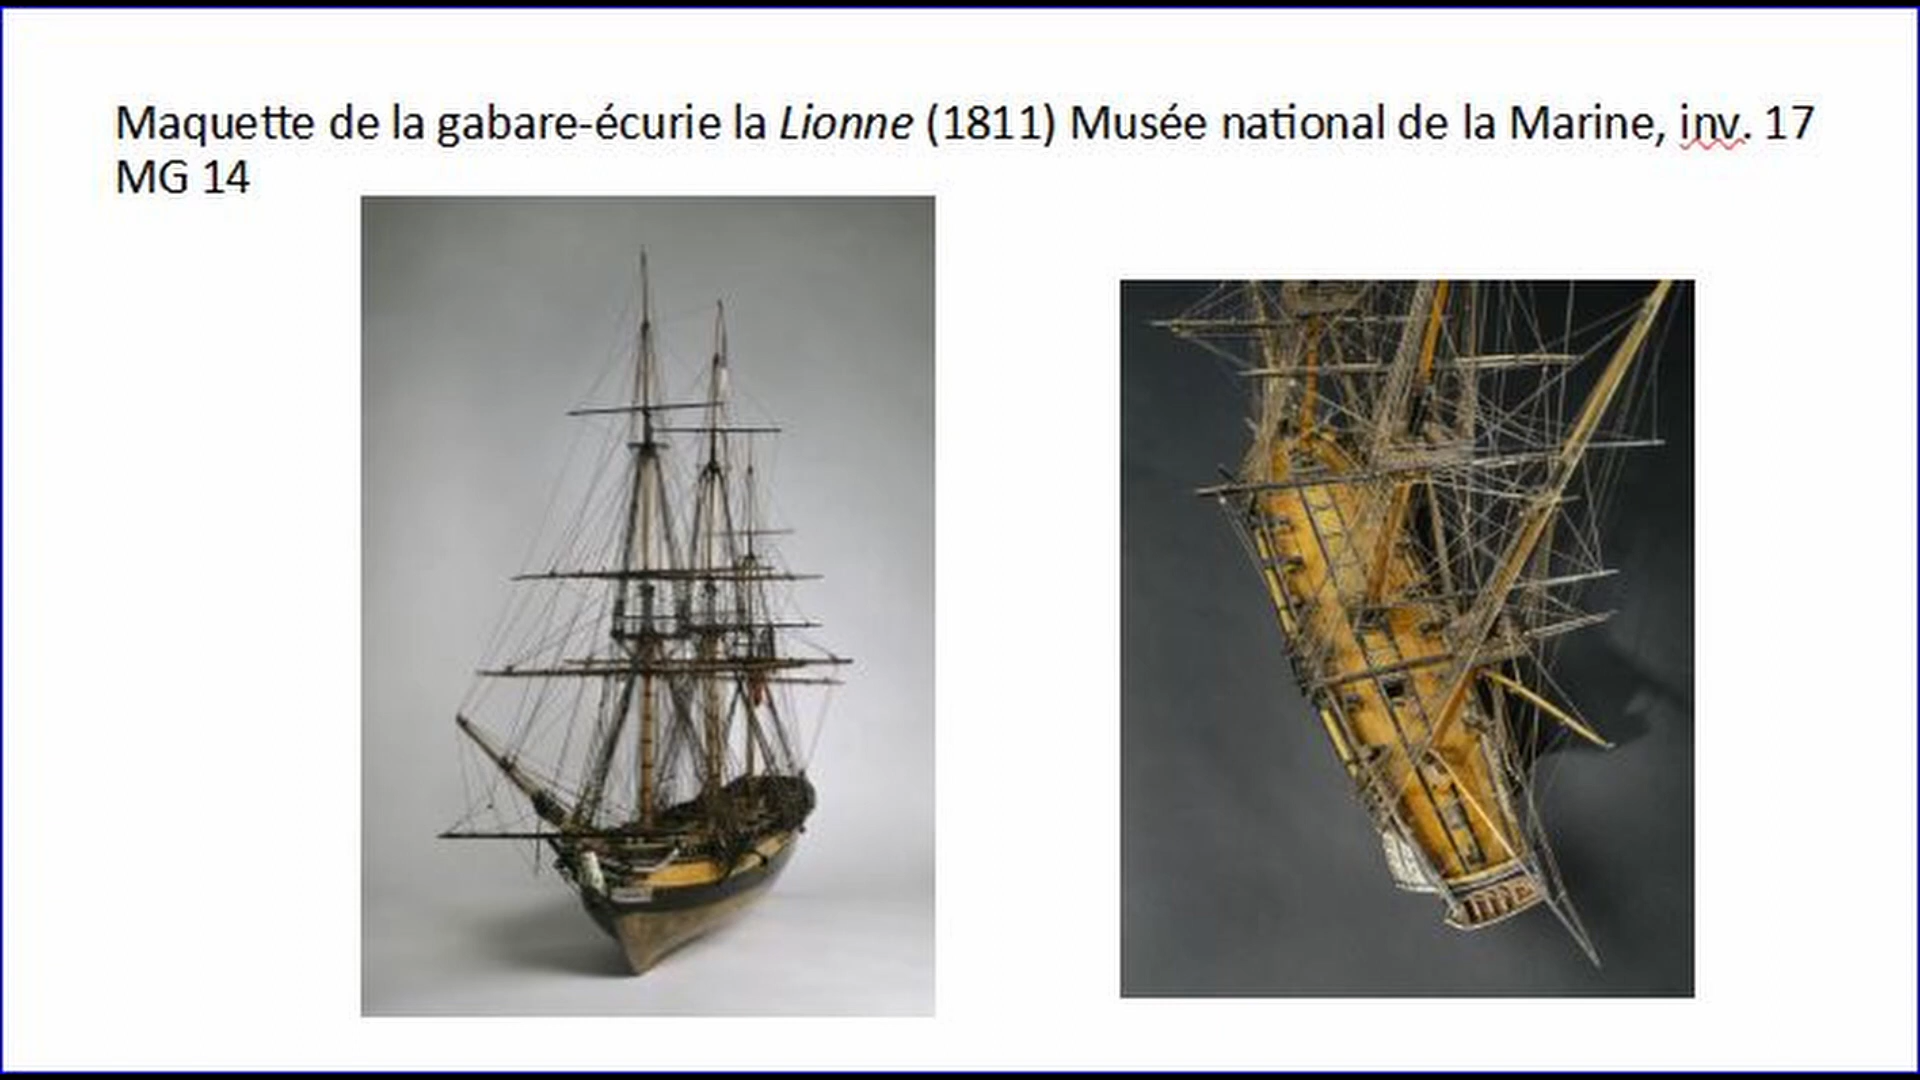 Maquette de la gabare-écurie la Lionne (1811) Musée national de la Marine, inv. 17
MG 14